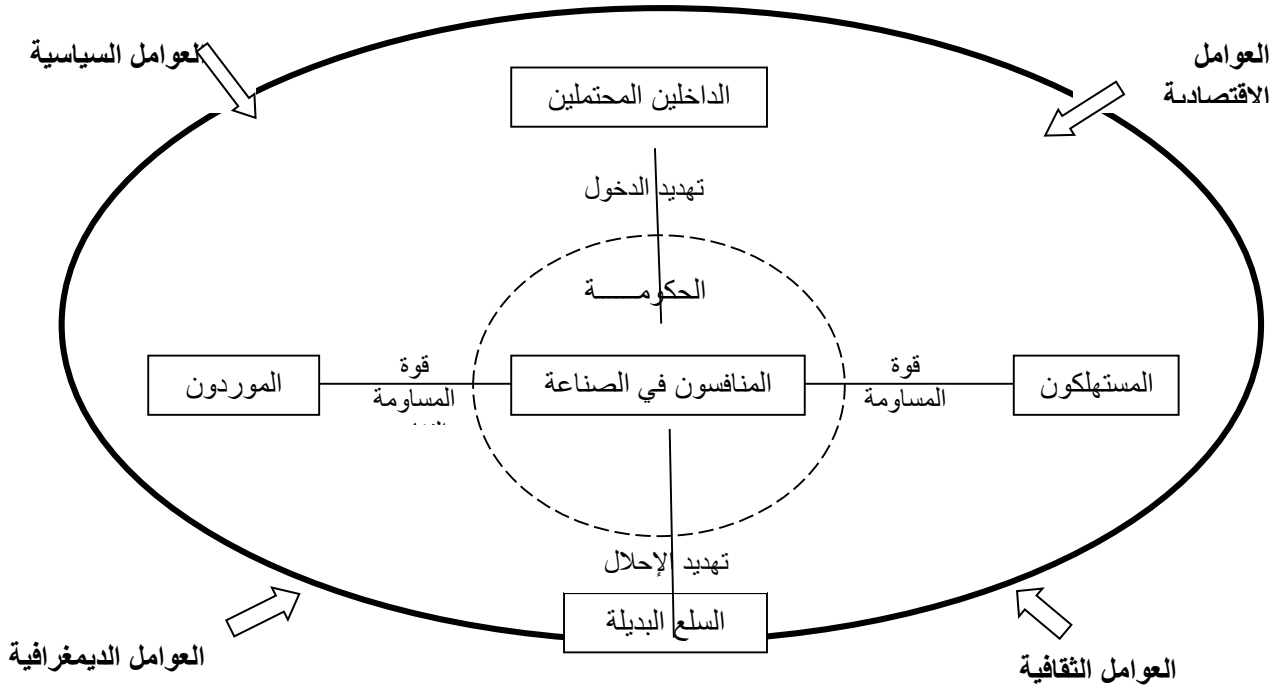 العوامل السياسية
العوامل
الاقتصادية
الداخلين المحتملين
تهديد الدخول
الحكومـــــة
المستهلكون
قوة
المساومة
المنافسون في الصناعة
قوة
المساومة
الموردون
تهديد الإحلال
السلع البديلة
العوامل الثقافية
العوامل الديمغرافية